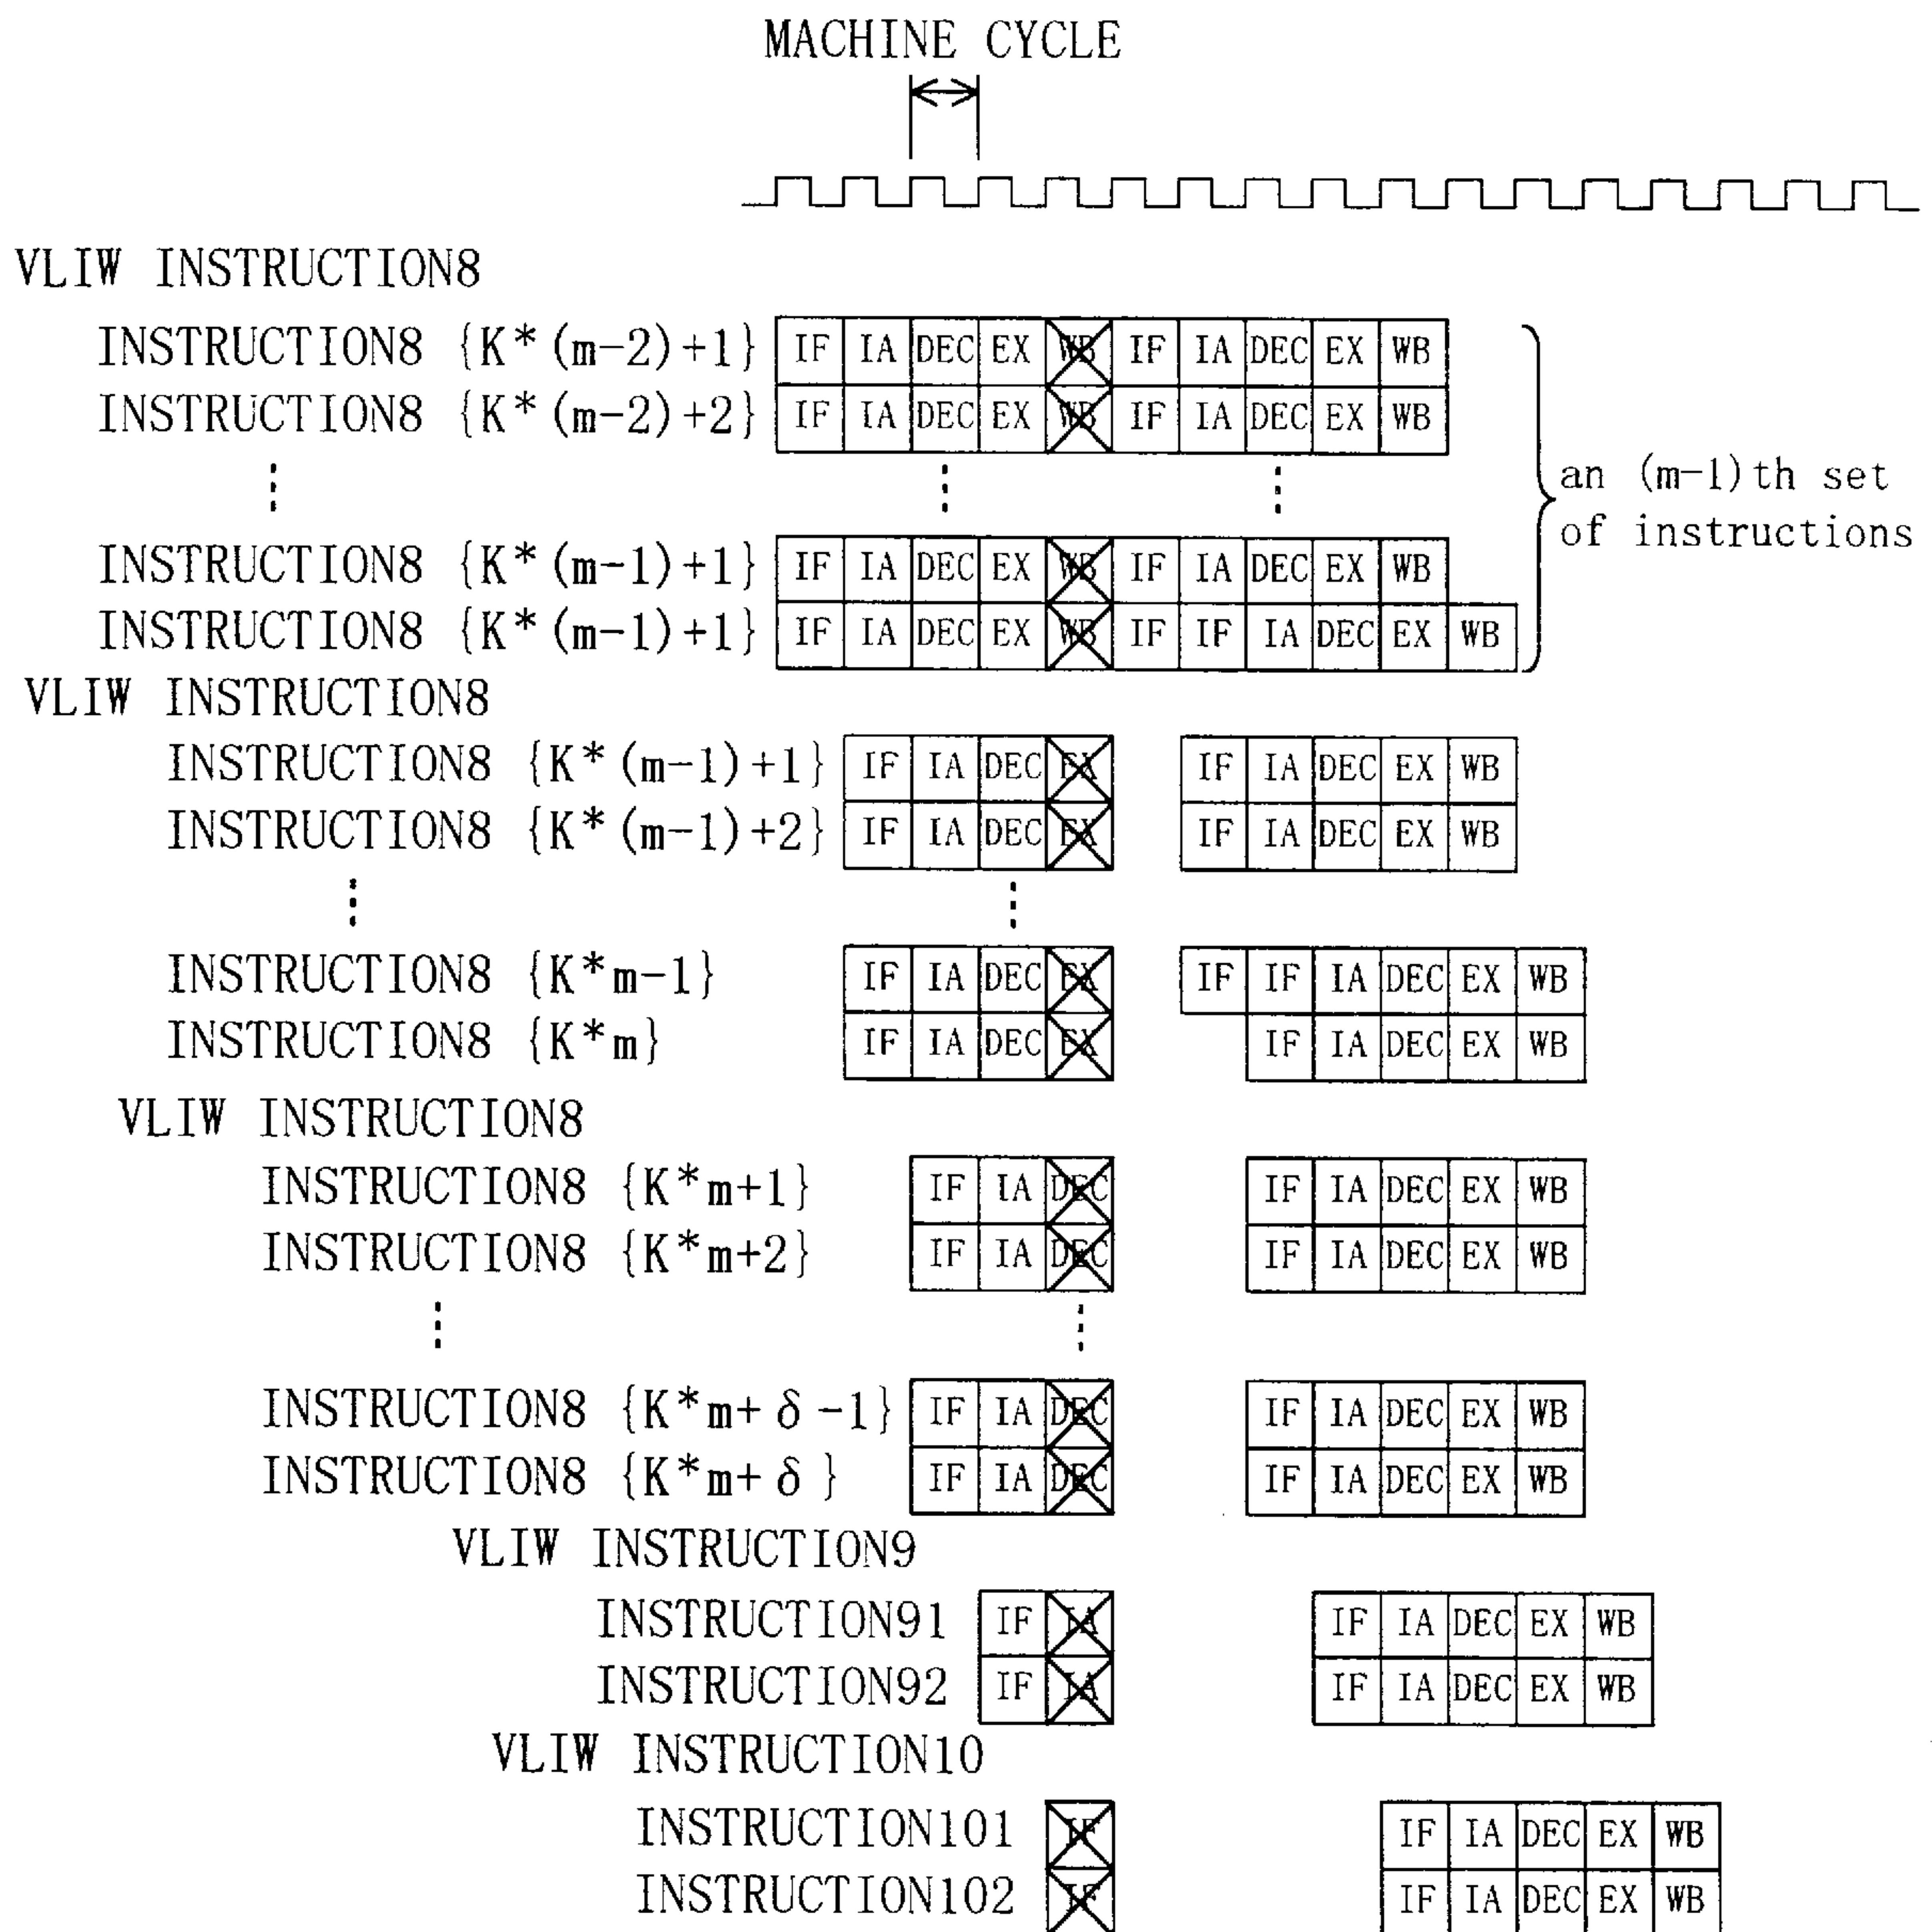 MACHINE CYCLE
VLIW INSTRUCTION8
INSTRUCTION8 {K*(m-2)+1} IF IA DEC EX WB IF IA DEC EX WB
INSTRUCTION8 {K*(m-2)+2} IF IA DEC EX WB IF IA DEC EX WB
an (m-1)th set
of instructions
INSTRUCTION8 {K*(m-1)+1} IF IA DEC EX WB IF IA DEC EX WB
INSTRUCTION8 {K*(m-1)+1} IF IA DEC EX WB IF IF IA DEC EX WB
VLIW INSTRUCTION8
INSTRUCTION8 {K*(m-1)+1} IF IA DEC EX IF IA DEC EX WB
INSTRUCTION8 {K*(m-1)+2} IF IA DEC EX IF IA DEC EX WB
INSTRUCTION8 {K*m-1} IF IA DEC EX IF IF IA DEC EX WB
INSTRUCTION8 {K*m} IF IA DEC EX IF IA DEC EX WB
VLIW INSTRUCTION8
INSTRUCTION8 {K*m+1} IF IA DEC IF IA DEC EX WB
INSTRUCTION8 {K*m+2} IF IA DEC IF IA DEC EX WB
INSTRUCTION8 {K*m+δ-1} IF IA DEC IF IA DEC EX WB
INSTRUCTION8 {K*m+δ} IF IA DEC IF IA DEC EX WB
VLIW INSTRUCTION9
INSTRUCTION91 IF IA IF IA DEC EX WB
INSTRUCTION92 IF IA IF IA DEC EX WB
VLIW INSTRUCTION10
INSTRUCTION101 IF IF IA DEC EX WB
INSTRUCTION102 IF IF IA DEC EX WB